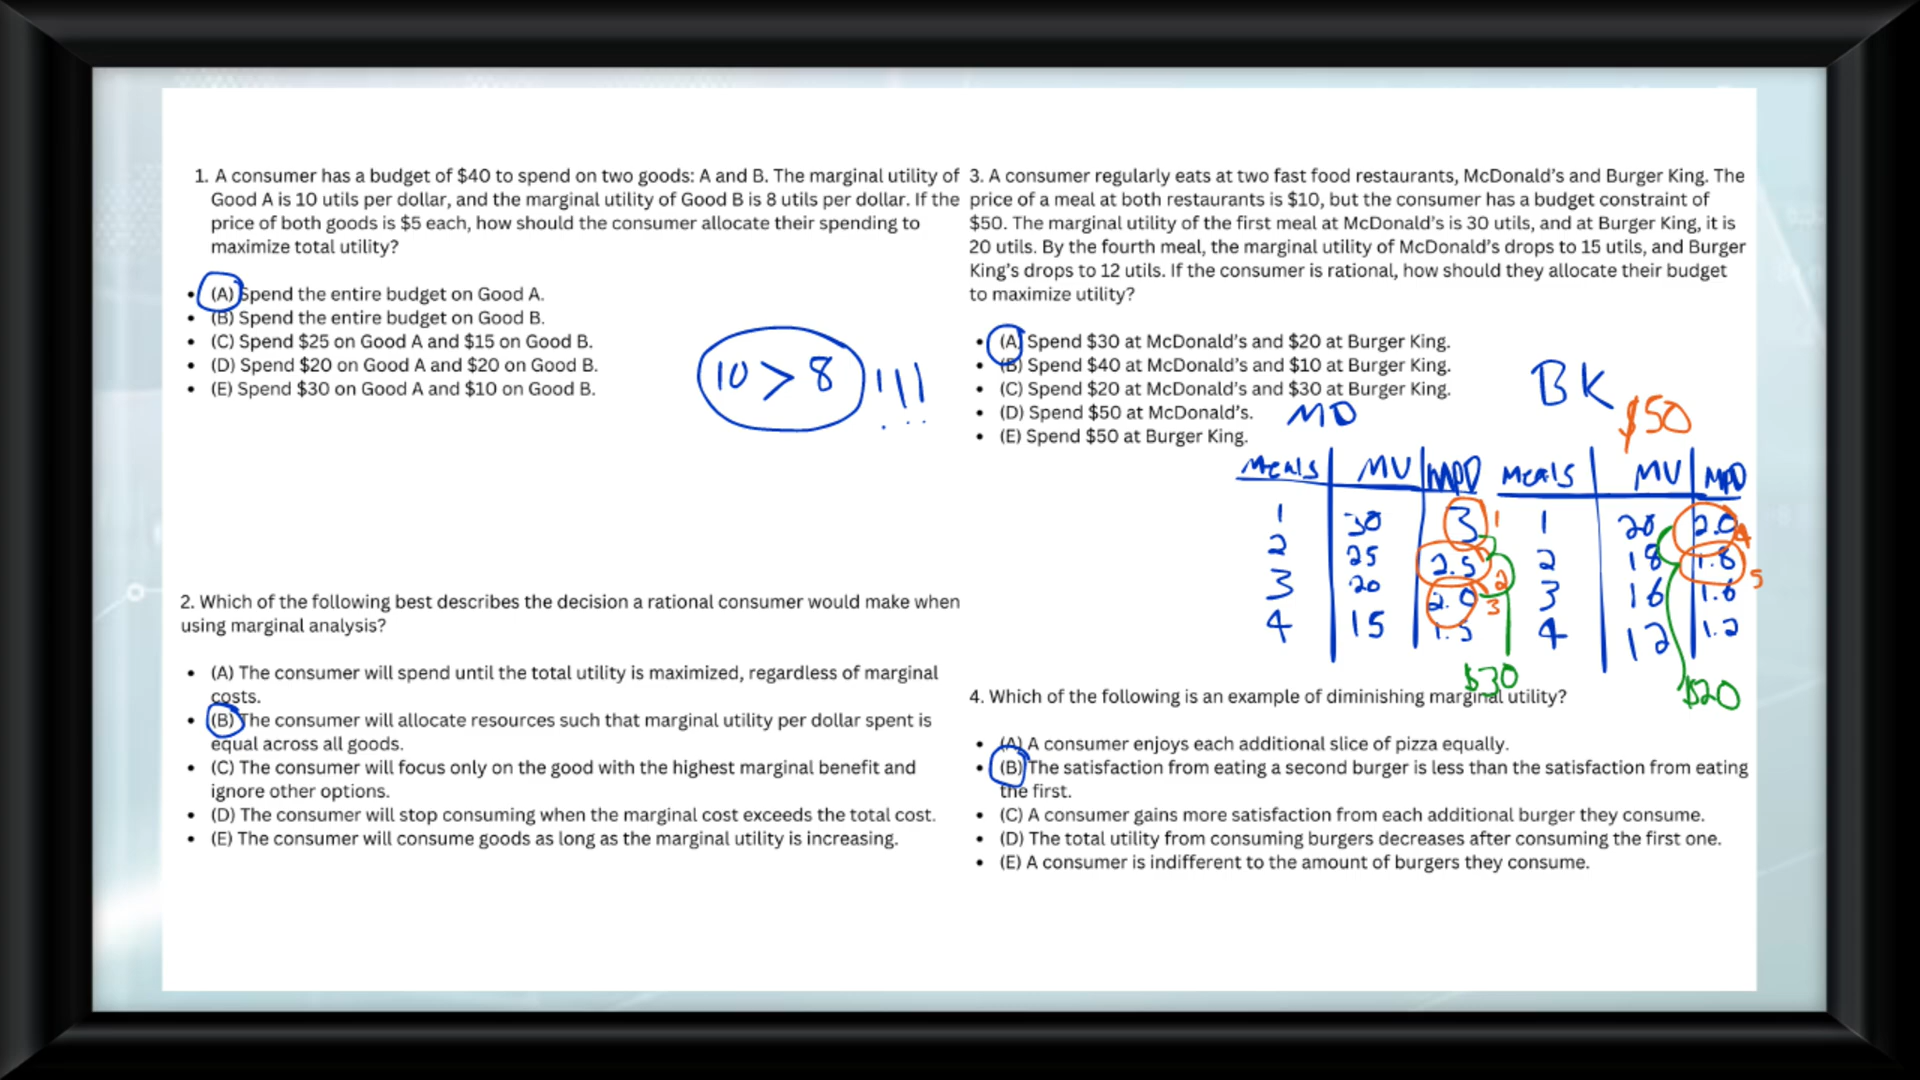 1. A consumer has a budget of $40 to spend on two goods: A and B. The marginal utility of
Good A is 10 utils per dollar, and the marginal utility of Good B is 8 utils per dollar. If the
price of both goods is $5 each, how should the consumer allocate their spending to
maximize total utility?
• (A) Spend the entire budget on Good A.
• (B) Spend the entire budget on Good B.
• (C) Spend $25 on Good A and $15 on Good B.
• (D) Spend $20 on Good A and $20 on Good B.
• (E) Spend $30 on Good A and $10 on Good B.
10 > 8 !!!
2. Which of the following best describes the decision a rational consumer would make when
using marginal analysis?
• (A) The consumer will spend until the total utility is maximized, regardless of marginal
costs.
• (B) The consumer will allocate resources such that marginal utility per dollar spent is
equal across all goods.
• (C) The consumer will focus only on the good with the highest marginal benefit and
ignore other options.
• (D) The consumer will stop consuming when the marginal cost exceeds the total cost.
• (E) The consumer will consume goods as long as the marginal utility is increasing.
3. A consumer regularly eats at two fast food restaurants, McDonald's and Burger King. The
price of a meal at both restaurants is $10, but the consumer has a budget constraint of
$50. The marginal utility of the first meal at McDonald's is 30 utils, and at Burger King, it is
20 utils. By the fourth meal, the marginal utility of McDonald's drops to 15 utils, and Burger
King's drops to 12 utils. If the consumer is rational, how should they allocate their budget
to maximize utility?
• (A) Spend $30 at McDonald's and $20 at Burger King.
• (B) Spend $40 at McDonald's and $10 at Burger King.
• (C) Spend $20 at McDonald's and $30 at Burger King.
• (D) Spend $50 at McDonald's.
• (E) Spend $50 at Burger King.
MD
BK
$50
Meals MU MPD Meals MU MPD
1 30 3 1 1 20 2.0 4
2 25 2.5 2 2 18 1.8 5
3 20 2.0 3 3 16 1.6
4 15 1.5 4 12 1.2
$30 $20
4. Which of the following is an example of diminishing marginal utility?
• (A) A consumer enjoys each additional slice of pizza equally.
• (B) The satisfaction from eating a second burger is less than the satisfaction from eating
the first.
• (C) A consumer gains more satisfaction from each additional burger they consume.
• (D) The total utility from consuming burgers decreases after consuming the first one.
• (E) A consumer is indifferent to the amount of burgers they consume.